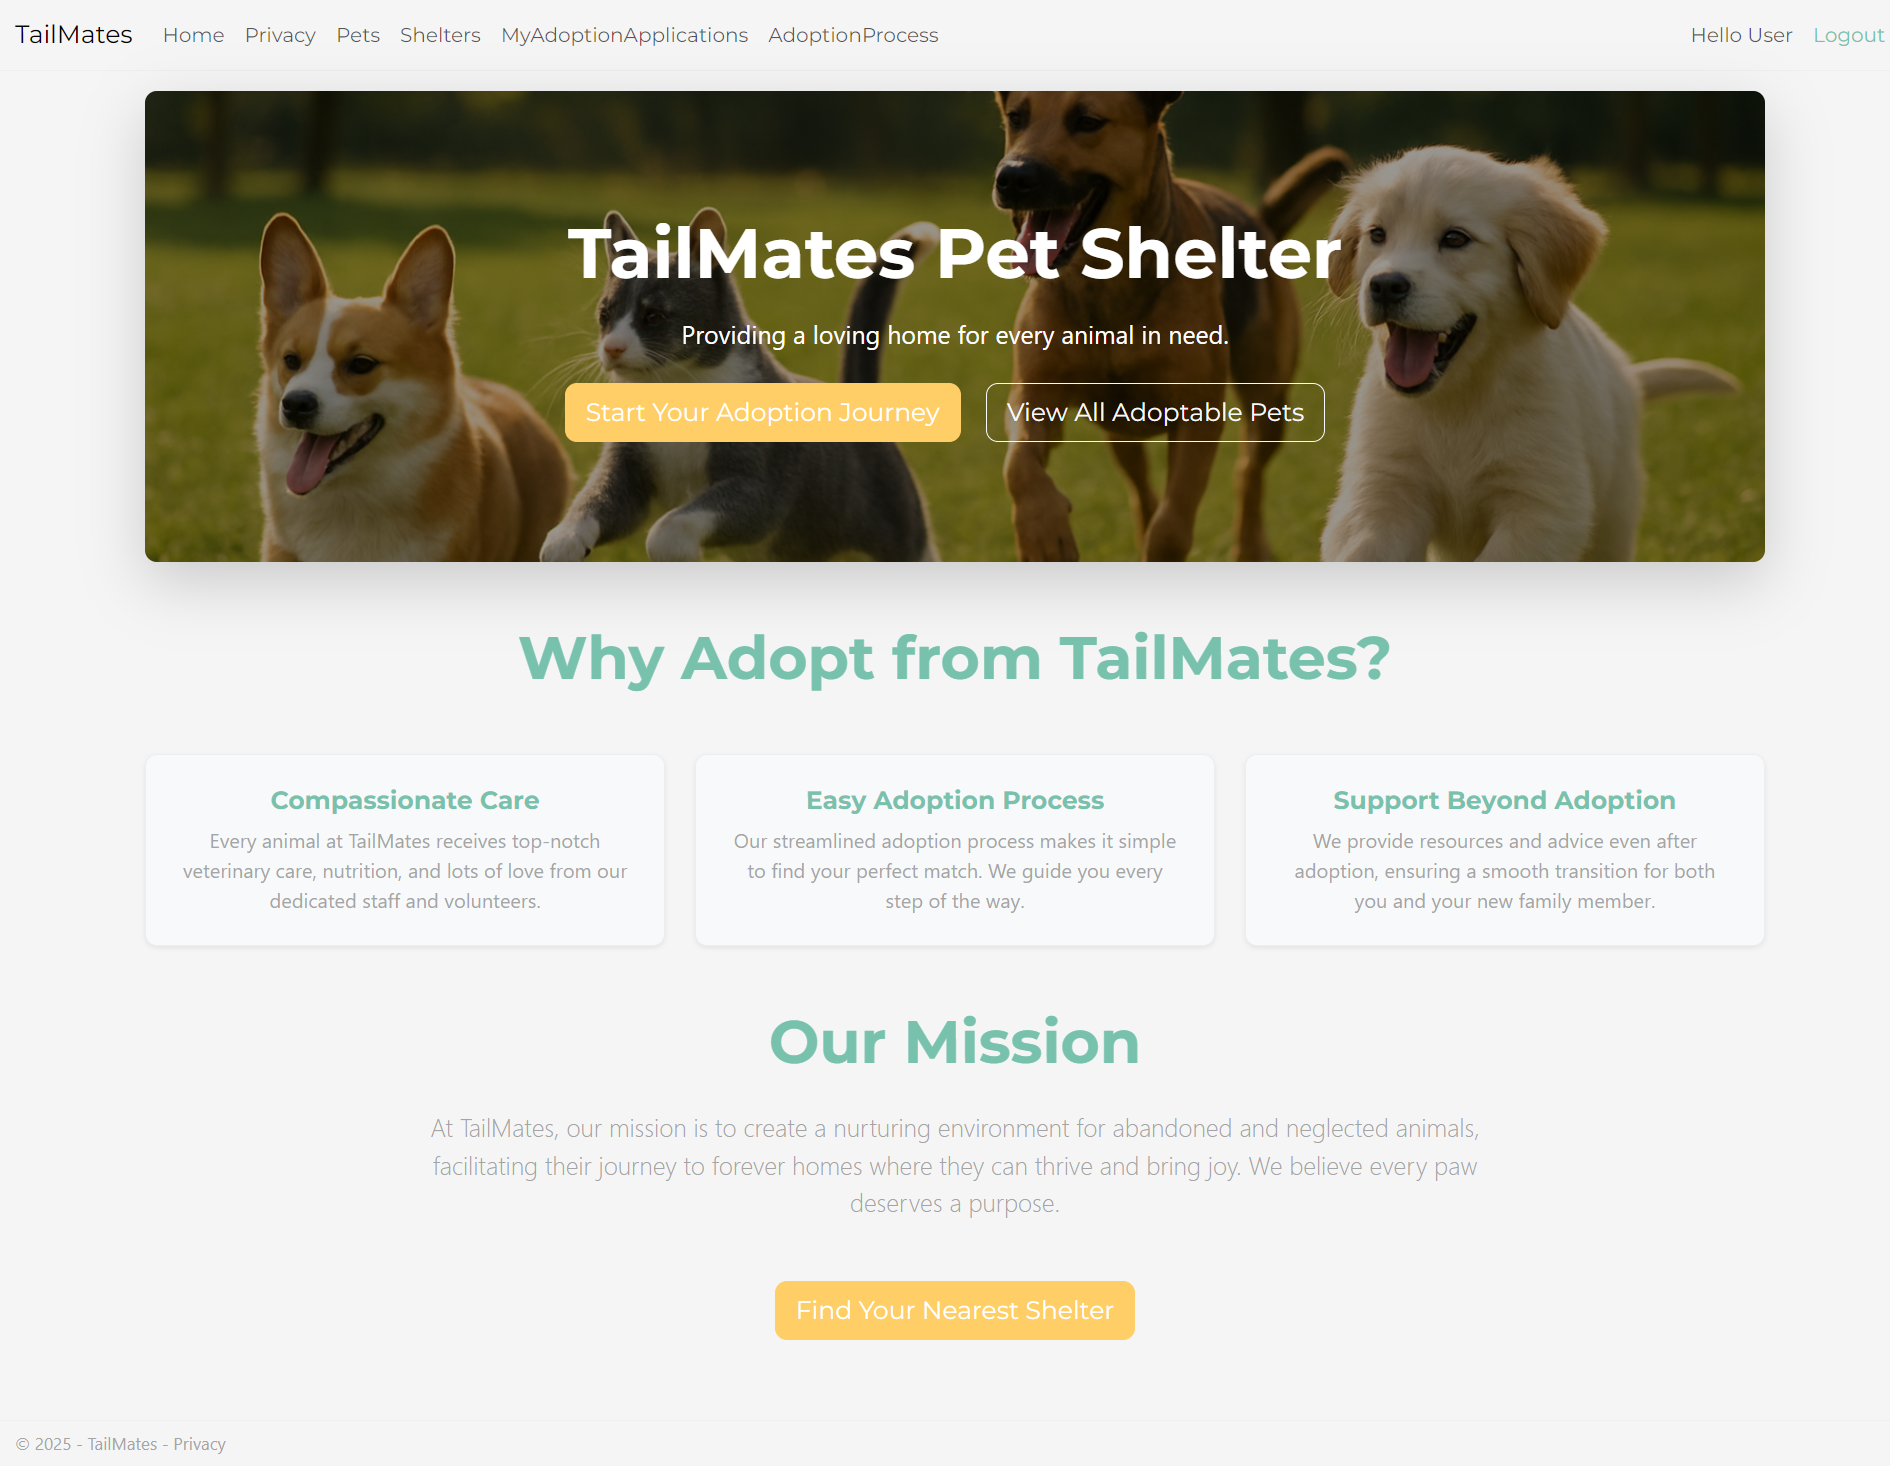 TailMates Home Privacy Pets Shelters MyAdoptionApplications AdoptionProcess Hello User Logout
TailMates Pet Shelter
Providing a loving home for every animal in need.
Start Your Adoption Journey View All Adoptable Pets
Why Adopt from TailMates?
Compassionate Care
Every animal at TailMates receives top-notch
veterinary care, nutrition, and lots of love from our
dedicated staff and volunteers.
Easy Adoption Process
Our streamlined adoption process makes it simple
to find your perfect match. We guide you every
step of the way.
Support Beyond Adoption
We provide resources and advice even after
adoption, ensuring a smooth transition for both
you and your new family member.
Our Mission
At TailMates, our mission is to create a nurturing environment for abandoned and neglected animals,
facilitating their journey to forever homes where they can thrive and bring joy. We believe every paw
deserves a purpose.
Find Your Nearest Shelter
© 2025 - TailMates - Privacy